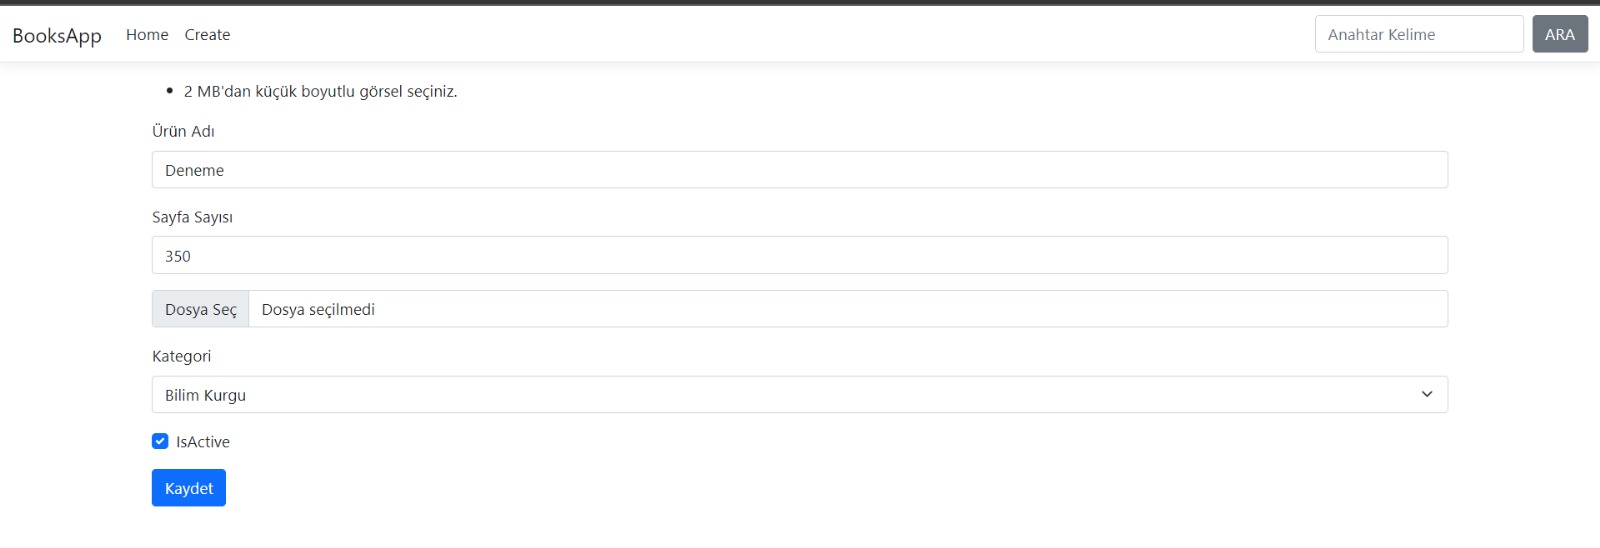 BooksApp Home Create Anahtar Kelime ARA
2 MB'dan küçük boyutlu görsel seçiniz.
Ürün Adı
Deneme
Sayfa Sayısı
350
Dosya Seç Dosya seçilmedi
Kategori
Bilim Kurgu
IsActive
Kaydet